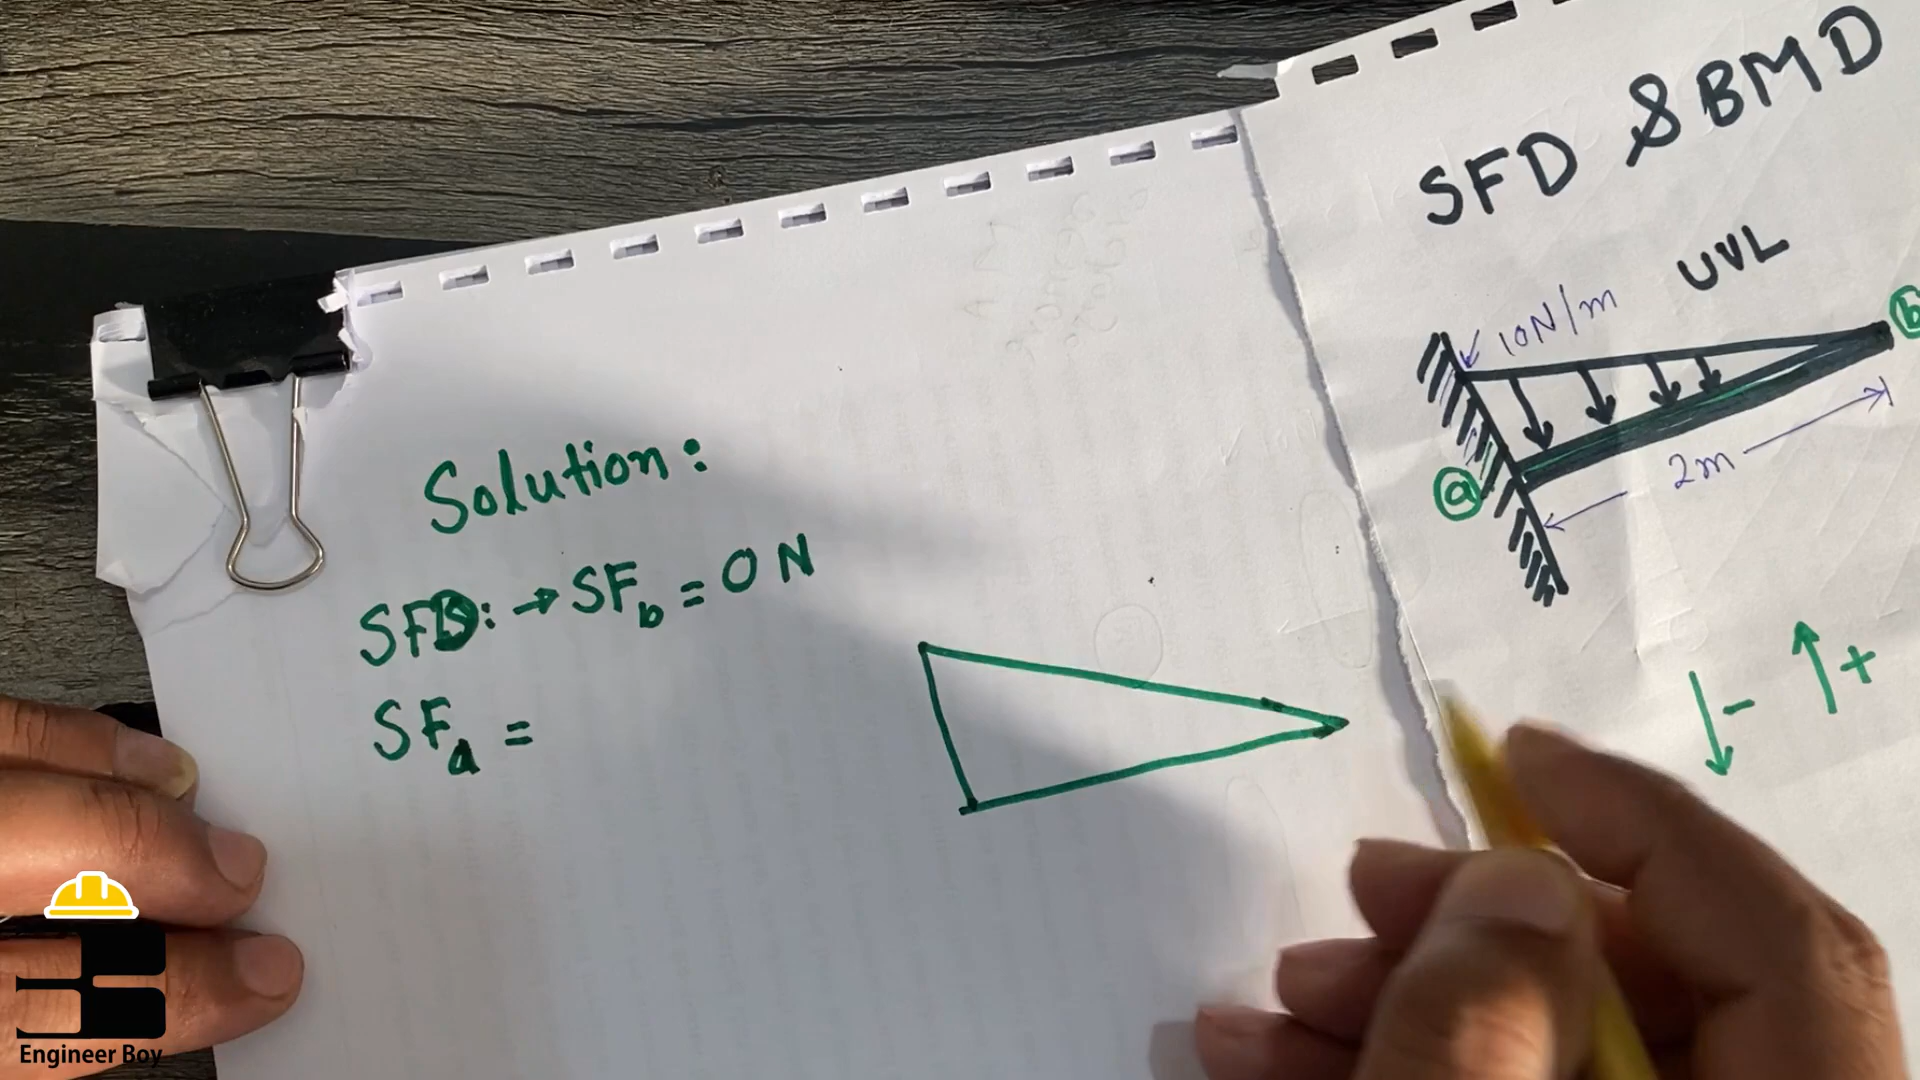 SFD & BMD
UVL
10N/m
b
a
2m
- +
Solution:
SFD: → SFb = 0 N
SFa =
Engineer Boy